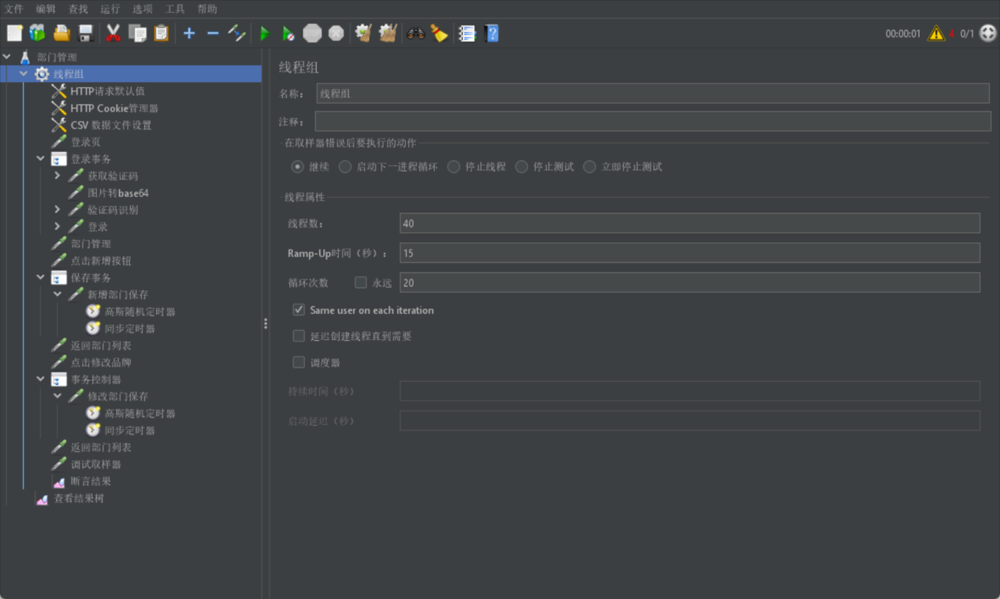 文件 编辑 查找 运行 选项 工具 帮助
00:00:01 4 0/1
部门管理
线程组
HTTP请求默认值
HTTP Cookie管理器
CSV 数据文件设置
登录页
登录事务
获取验证码
图片转base64
验证码识别
登录
部门管理
点击新增按钮
保存事务
新增部门保存
高斯随机定时器
同步定时器
返回部门列表
点击修改品牌
事务控制器
修改部门保存
高斯随机定时器
同步定时器
返回部门列表
调试取样器
断言结果
查看结果树
线程组
名称： 线程组
注释：
在取样器错误后要执行的动作
继续 启动下一进程循环 停止线程 停止测试 立即停止测试
线程属性
线程数： 40
Ramp-Up时间（秒）： 15
循环次数 永远 20
Same user on each iteration
延迟创建线程直到需要
调度器
持续时间（秒）
启动延迟（秒）